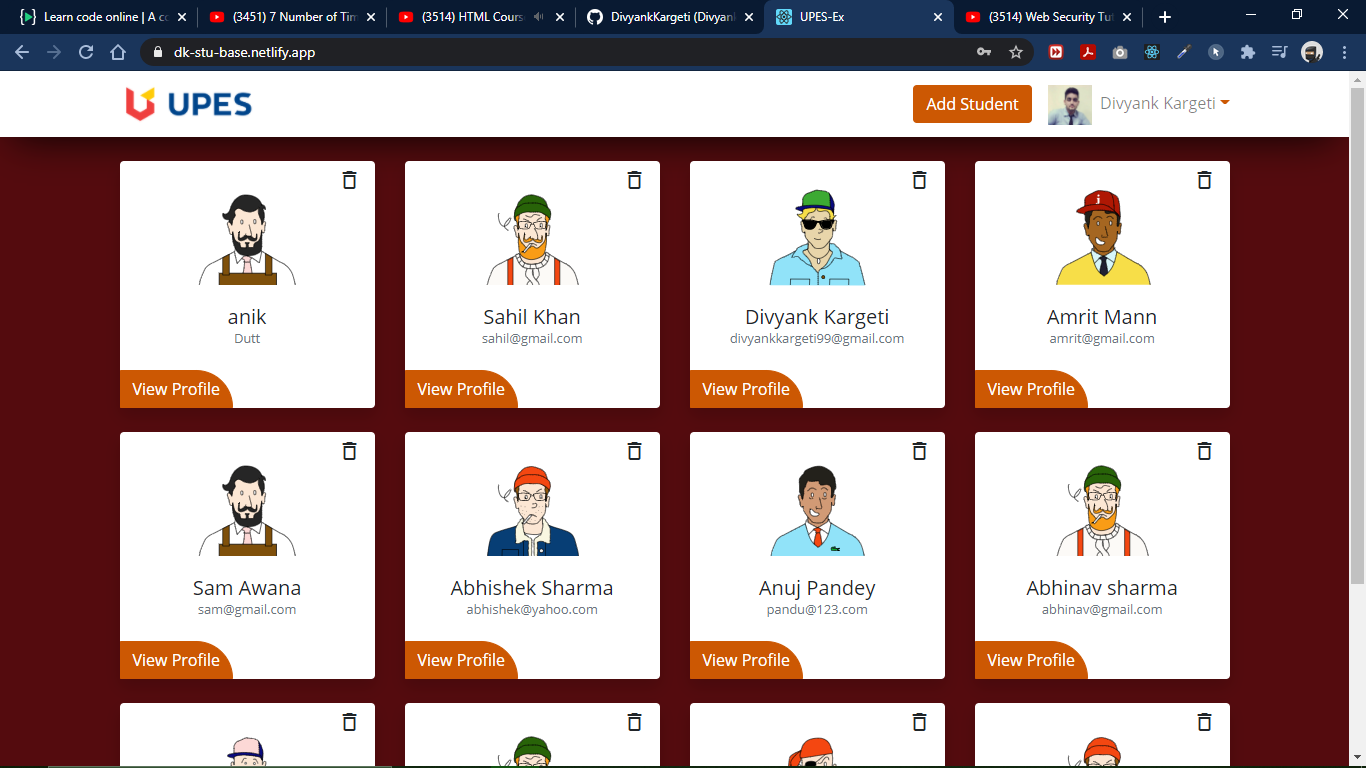 Learn code online | A co
(3451) 7 Number of Tim
(3514) HTML Cours
DivyankKargeti (Divyank
UPES-Ex
(3514) Web Security Tut
dk-stu-base.netlify.app
UPES
Add Student
Divyank Kargeti
anik
Dutt
View Profile
Sahil Khan
sahil@gmail.com
View Profile
Divyank Kargeti
divyankkargeti99@gmail.com
View Profile
j
Amrit Mann
amrit@gmail.com
View Profile
Sam Awana
sam@gmail.com
View Profile
Abhishek Sharma
abhishek@yahoo.com
View Profile
Anuj Pandey
pandu@123.com
View Profile
Abhinav sharma
abhinav@gmail.com
View Profile